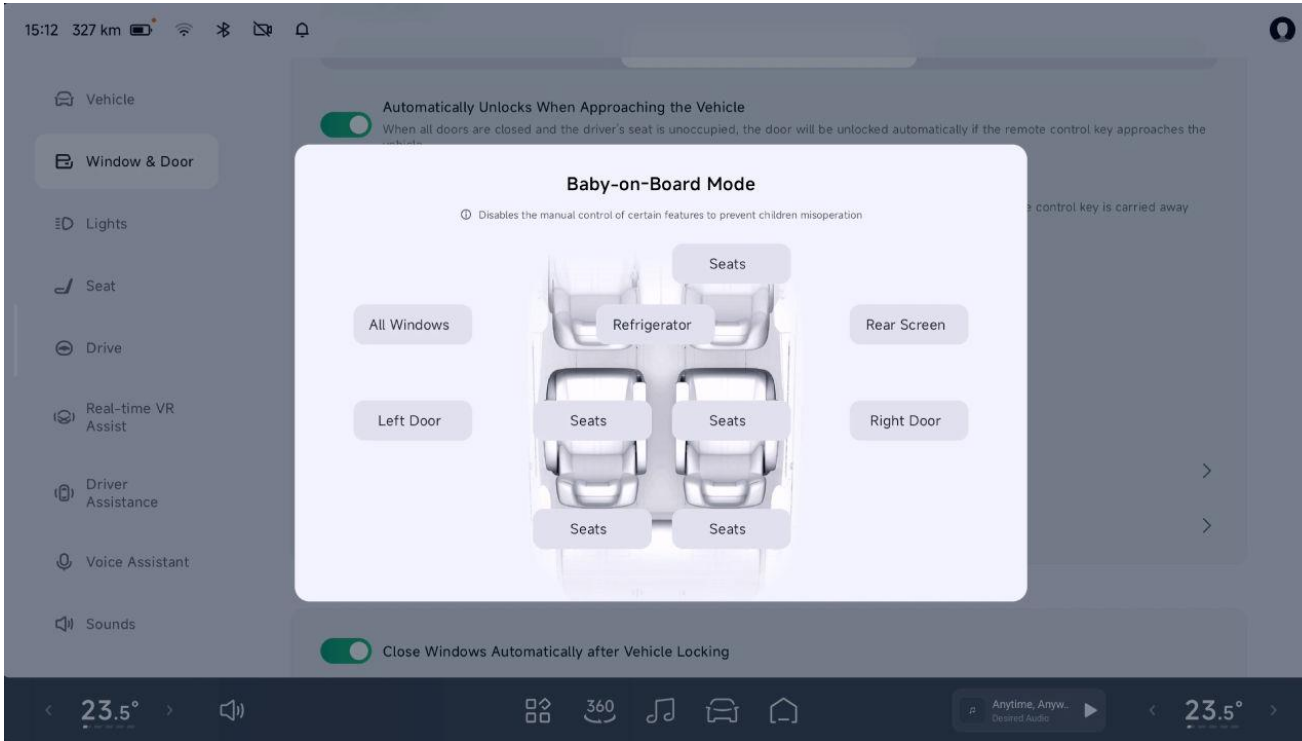 15:12 327 km
Vehicle
Window & Door
Lights
Seat
Drive
Real-time VR
Assist
Driver
Assistance
Voice Assistant
Sounds
Automatically Unlocks When Approaching the Vehicle
When all doors are closed and the driver's seat is unoccupied, the door will be unlocked automatically if the remote control key approaches the
vehicle
control key is carried away
Baby-on-Board Mode
Disables the manual control of certain features to prevent children misoperation
Seats
All Windows
Refrigerator
Rear Screen
Left Door
Seats
Seats
Right Door
Seats
Seats
Close Windows Automatically after Vehicle Locking
23.5°
360
Anytime, Anyw..
Desired Audio
23.5°